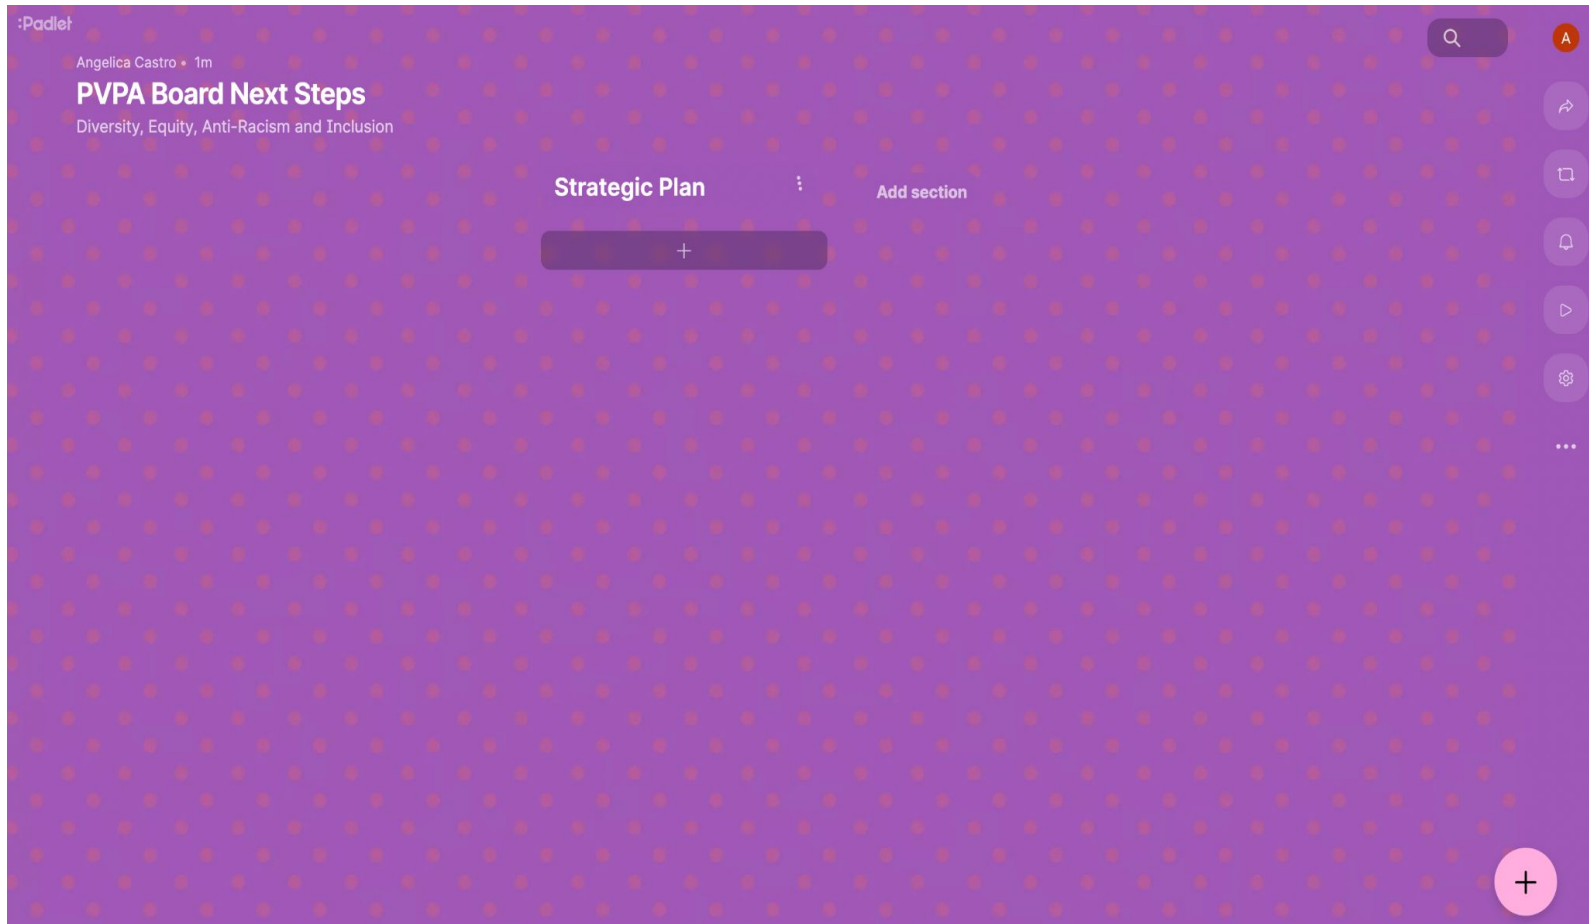 :Padlet
Angelica Castro • 1m
A
PVPA Board Next Steps
Diversity, Equity, Anti-Racism and Inclusion
Strategic Plan
Add section